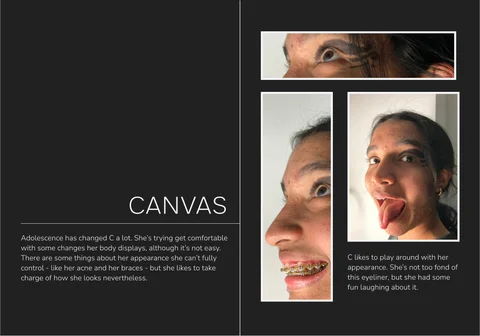 CANVAS
Adolescence has changed C a lot. She's trying get comfortable
with some changes her body displays, although it's not easy.
There are some things about her appearance she can't fully
control - like her acne and her braces - but she likes to take
charge of how she looks nevertheless.
C likes to play around with her
appearance. She's not too fond of
this eyeliner, but she had some
fun laughing about it.